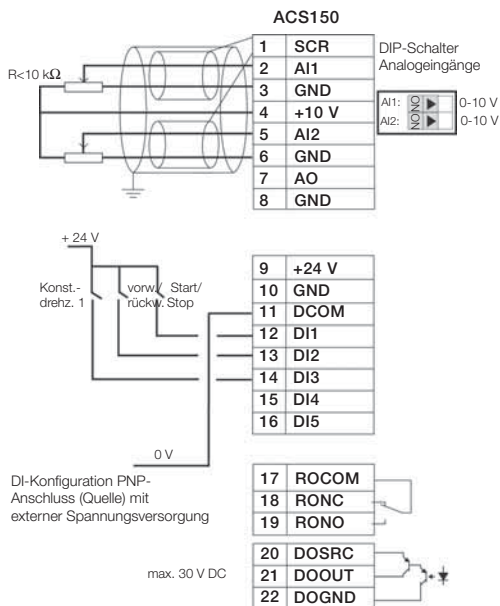 ACS150
1 SCR
2 AI1
3 GND
4 +10 V
5 AI2
6 GND
7 AO
8 GND
R<10 kΩ
DIP-Schalter
Analogeingänge
AI1: ON 0-10 V
AI2: ON 0-10 V
+ 24 V
Konst.-
drehz. 1
vorw./
rückw.
Start/
Stop
9 +24 V
10 GND
11 DCOM
12 DI1
13 DI2
14 DI3
15 DI4
16 DI5
0 V
DI-Konfiguration PNP-
Anschluss (Quelle) mit
externer Spannungsversorgung
17 ROCOM
18 RONC
19 RONO
max. 30 V DC
20 DOSRC
21 DOOUT
22 DOGND